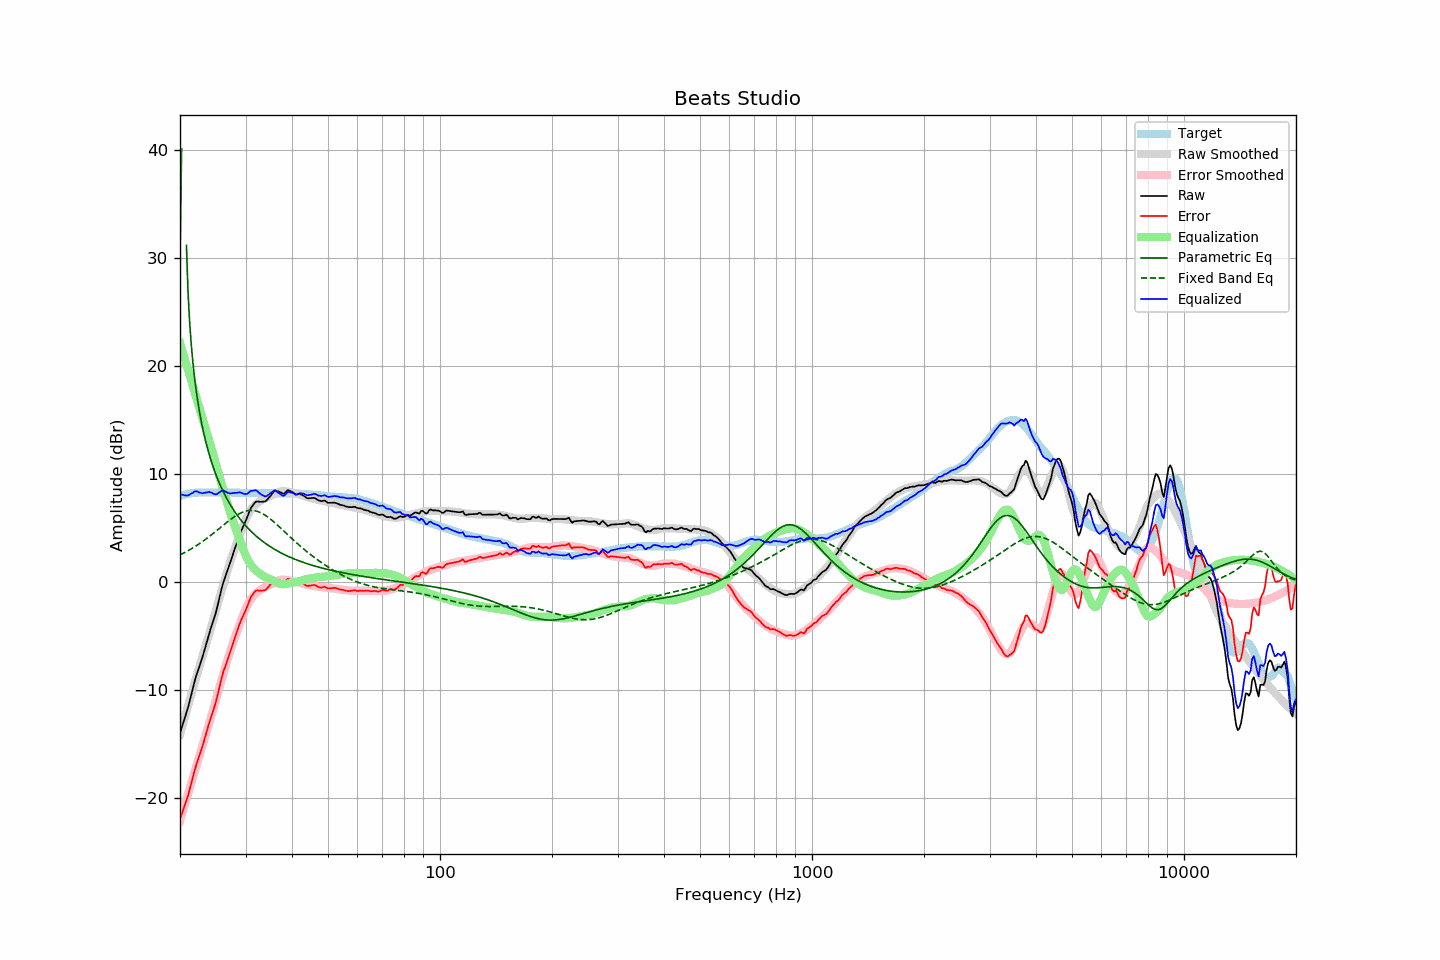 Beats Studio
Target
Raw Smoothed
Error Smoothed
Raw
Error
Equalization
Parametric Eq
Fixed Band Eq
Equalized
Amplitude (dBr)
40
30
20
10
0
−10
−20
100
1000
10000
Frequency (Hz)